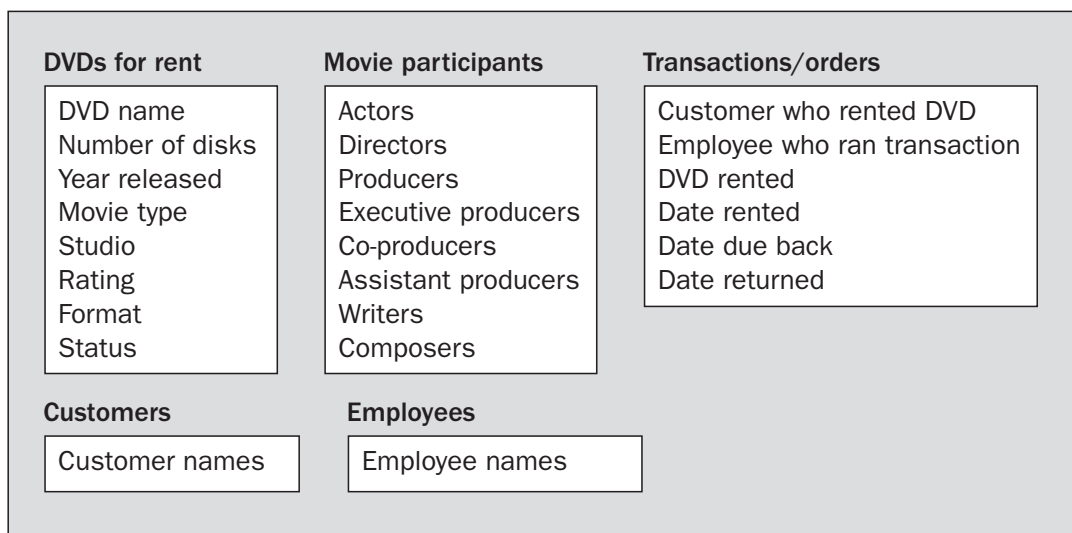 DVDs for rent
DVD name
Number of disks
Year released
Movie type
Studio
Rating
Format
Status
Movie participants
Actors
Directors
Producers
Executive producers
Co-producers
Assistant producers
Writers
Composers
Transactions/orders
Customer who rented DVD
Employee who ran transaction
DVD rented
Date rented
Date due back
Date returned
Customers
Customer names
Employees
Employee names